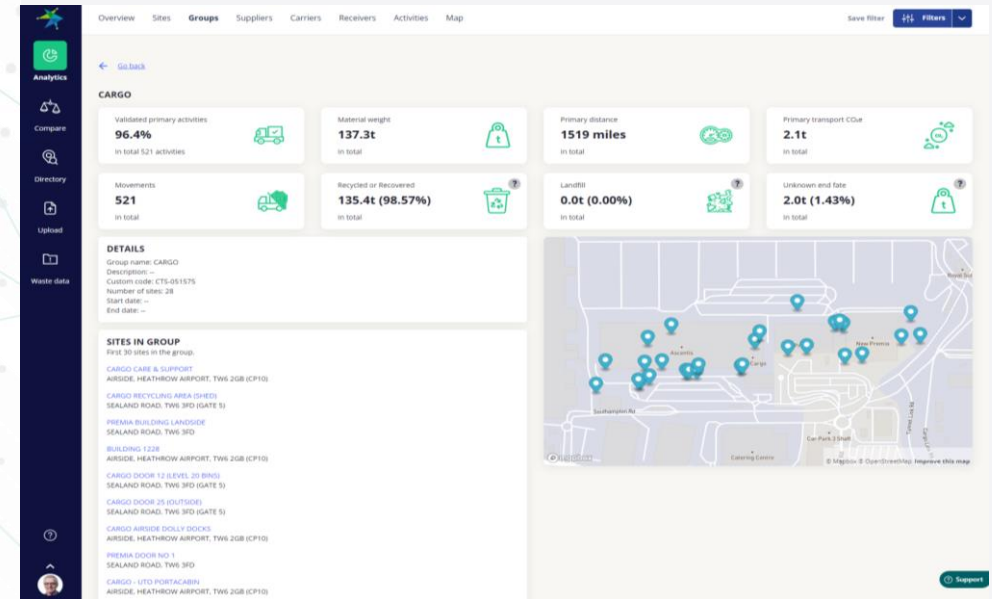 Overview Sites Groups Suppliers Carriers Receivers Activities Map
Save filter Filters
Analytics
Compare
Directory
Upload
Waste data
Go back
CARGO
Validated primary activities
96.4%
In total 521 activities
Material weight
137.3t
In total
Primary distance
1519 miles
In total
Primary transport CO₂e
2.1t
In total
Movements
521
In total
Recycled or Recovered
135.4t (98.57%)
In total
Landfill
0.0t (0.00%)
In total
Unknown end fate
2.0t (1.43%)
In total
DETAILS
Group name: CARGO
Description: --
Custom code: CTS-051575
Number of sites: 28
Start date: --
End date: --
SITES IN GROUP
First 30 sites in the group.
CARGO CARE & SUPPORT
AIRSIDE, HEATHROW AIRPORT, TW6 2GB (CP10)
CARGO RECYCLING AREA (SHED)
SEALAND ROAD, TW6 3FD (GATE 5)
PREMIA BUILDING LANDSIDE
SEALAND ROAD, TW6 3FD
BUILDING 1228
AIRSIDE, HEATHROW AIRPORT, TW6 2GB (CP10)
CARGO DOOR 12 (LEVEL 20 BINS)
SEALAND ROAD, TW6 3FD (GATE 5)
CARGO DOOR 25 (OUTSIDE)
SEALAND ROAD, TW6 3FD (GATE 5)
CARGO AIRSIDE DOLLY DOCKS
AIRSIDE, HEATHROW AIRPORT, TW6 2GB (CP10)
PREMIA DOOR NO 1
SEALAND ROAD, TW6 3FD
CARGO - UTO PORTACABIN
AIRSIDE, HEATHROW AIRPORT, TW6 2GB (CP10)
Ascentis
Cargo
New Premia
Southampton Rd
Car Park 3 Shell
Catering Centre
© Mapbox © OpenStreetMap Improve this map
Support